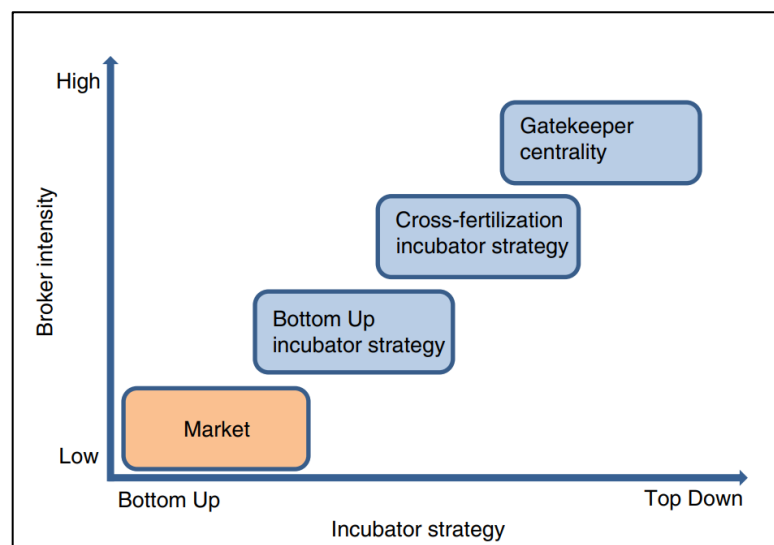 High
Gatekeeper
centrality
Cross-fertilization
incubator strategy
Broker intensity
Bottom Up
incubator strategy
Market
Low
Bottom Up
Top Down
Incubator strategy